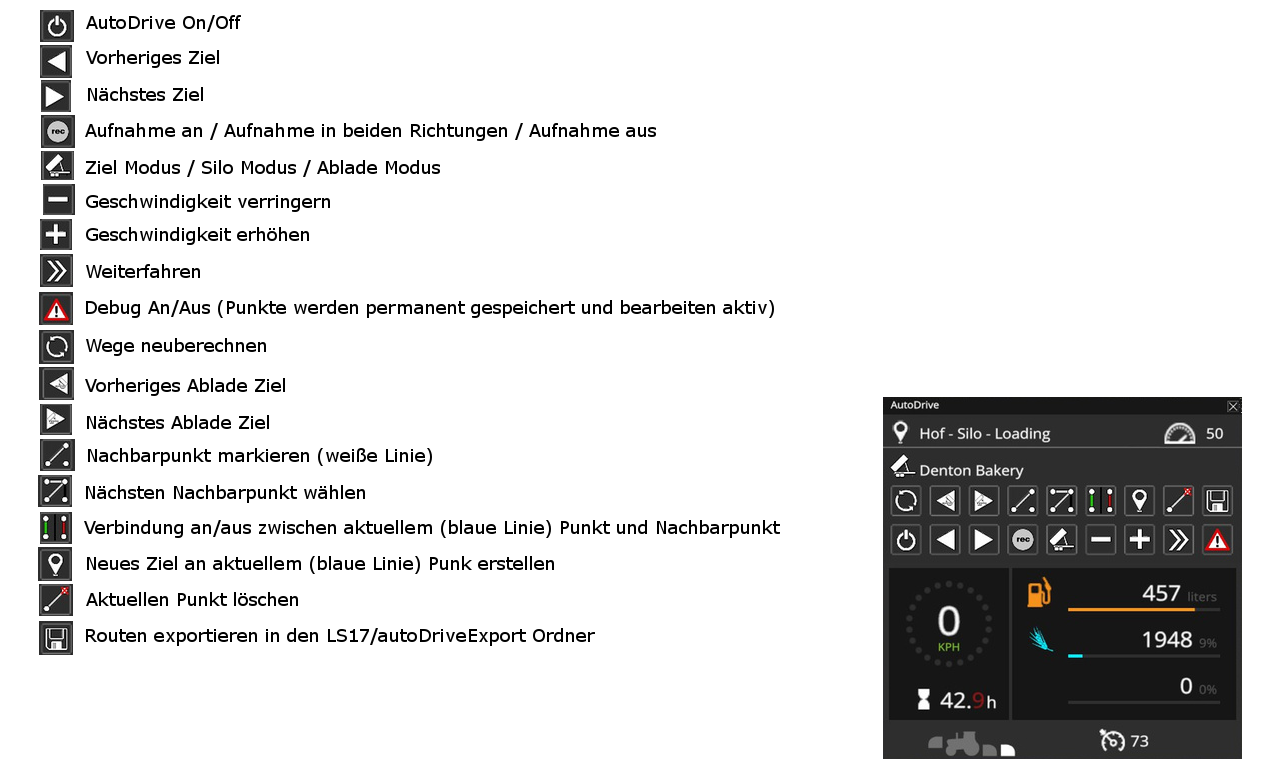 AutoDrive On/Off
Vorheriges Ziel
Nächstes Ziel
rec Aufnahme an / Aufnahme in beiden Richtungen / Aufnahme aus
Ziel Modus / Silo Modus / Ablade Modus
Geschwindigkeit verringern
Geschwindigkeit erhöhen
Weiterfahren
Debug An/Aus (Punkte werden permanent gespeichert und bearbeiten aktiv)
Wege neuberechnen
Vorheriges Ablade Ziel
Nächstes Ablade Ziel
Nachbarpunkt markieren (weiße Linie)
Nächsten Nachbarpunkt wählen
Verbindung an/aus zwischen aktuellem (blaue Linie) Punkt und Nachbarpunkt
Neues Ziel an aktuellem (blaue Linie) Punk erstellen
Aktuellen Punkt löschen
Routen exportieren in den LS17/autoDriveExport Ordner
AutoDrive
Hof - Silo - Loading 50
Denton Bakery
rec
457 liters
0
KPH
1948 9%
0 0%
42.9h
73